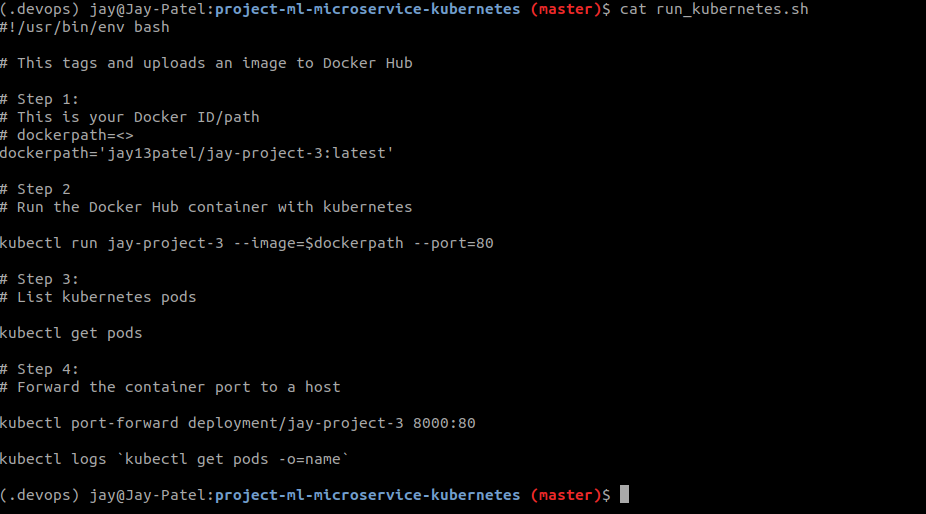 (.devops) jay@Jay-Patel:project-ml-microservice-kubernetes (master)$ cat run_kubernetes.sh
#!/usr/bin/env bash
# This tags and uploads an image to Docker Hub
# Step 1:
# This is your Docker ID/path
# dockerpath=<>
dockerpath='jay13patel/jay-project-3:latest'
# Step 2
# Run the Docker Hub container with kubernetes
kubectl run jay-project-3 --image=$dockerpath --port=80
# Step 3:
# List kubernetes pods
kubectl get pods
# Step 4:
# Forward the container port to a host
kubectl port-forward deployment/jay-project-3 8000:80
kubectl logs `kubectl get pods -o=name`
(.devops) jay@Jay-Patel:project-ml-microservice-kubernetes (master)$